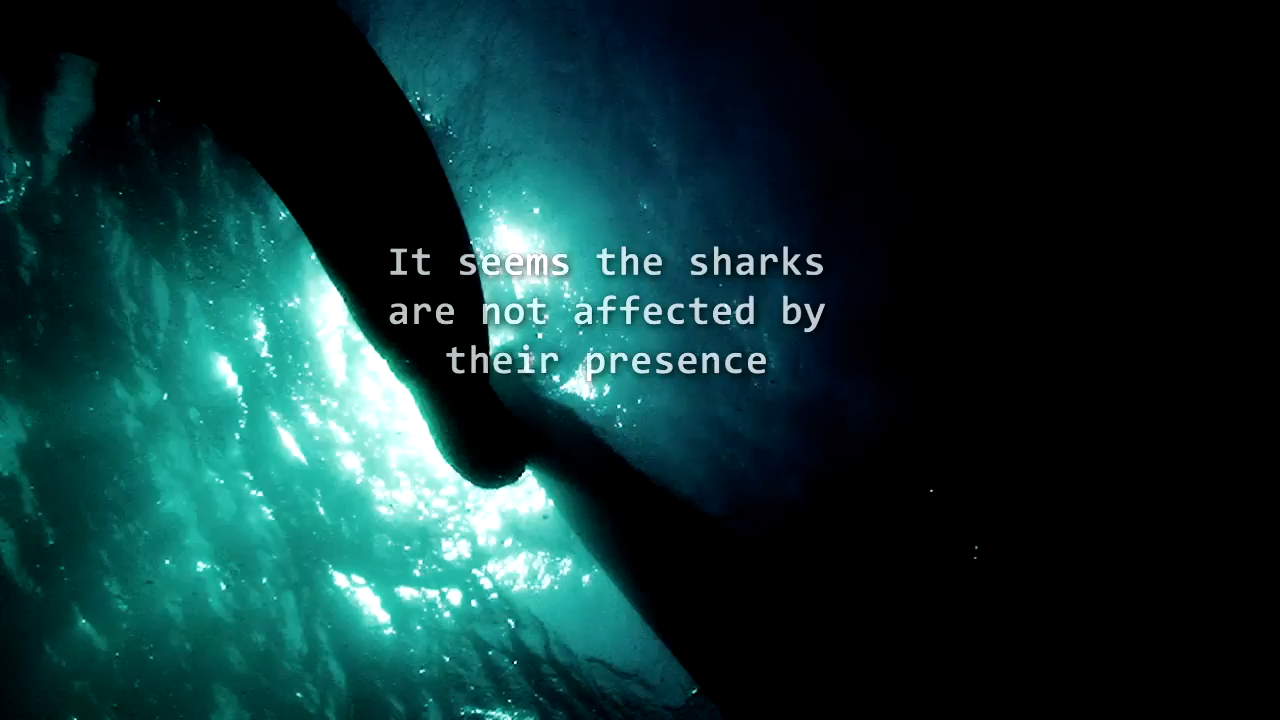 It seems the sharks
are not affected by
their presence